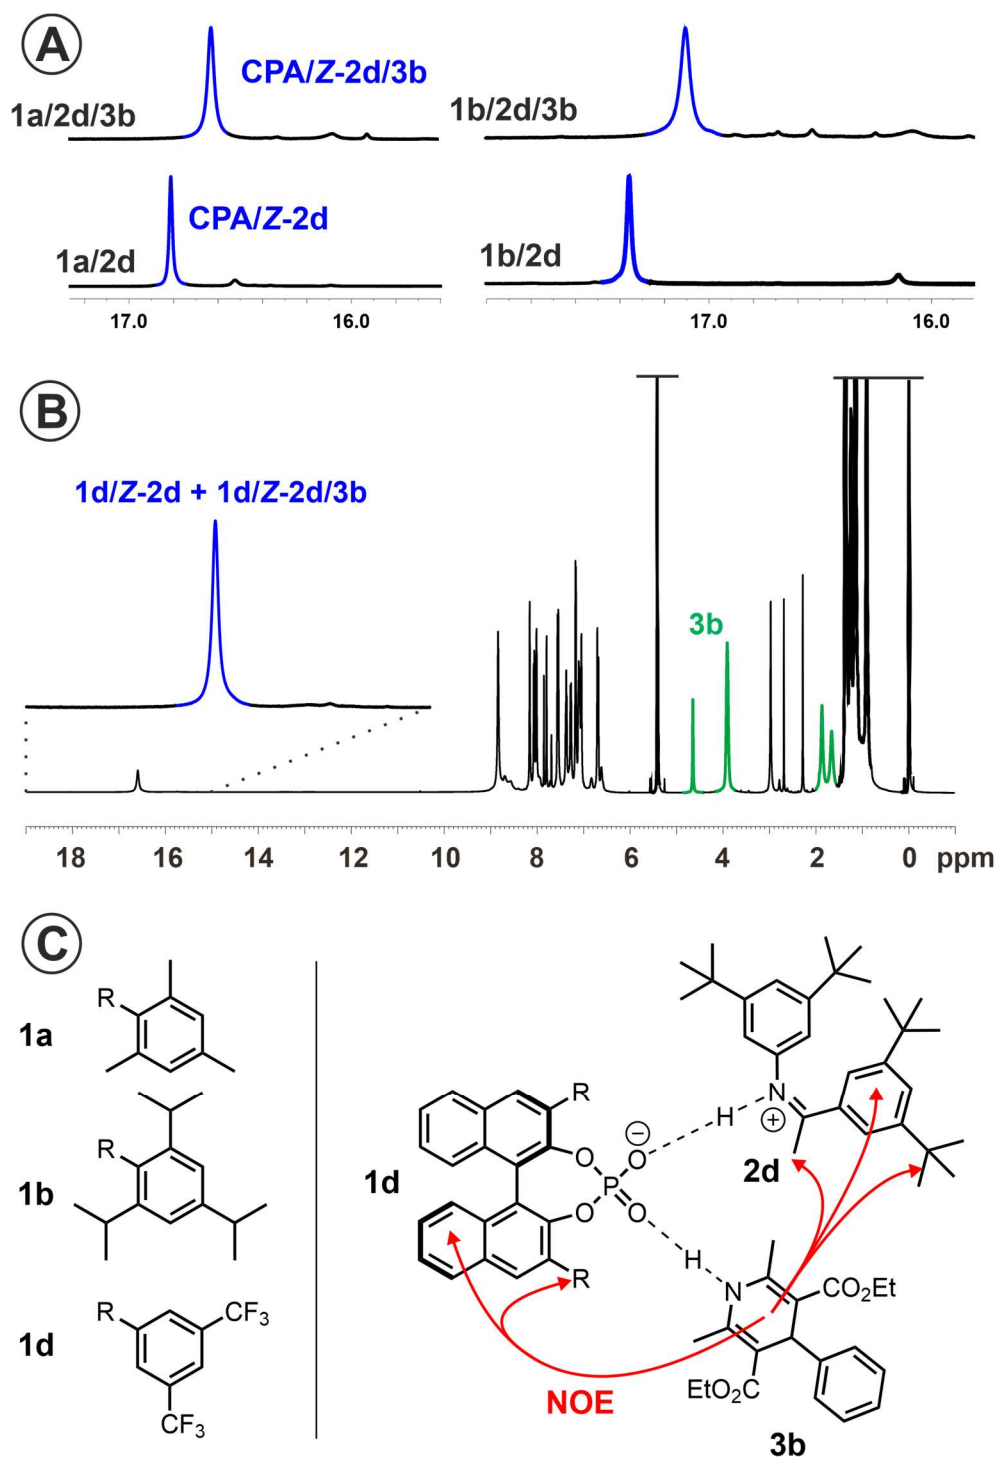 A
CPA/Z-2d/3b
1a/2d/3b
1b/2d/3b
CPA/Z-2d
1a/2d
1b/2d
17.0 16.0
17.0 16.0
B
1d/Z-2d + 1d/Z-2d/3b
3b
18 16 14 12 10 8 6 4 2 0 ppm
C
1a
R
1b
R
1d
R
CF3
CF3
1d
R
O
O
P
O
O
R
H
N
2d
H
N
CO2Et
EtO2C
NOE
3b